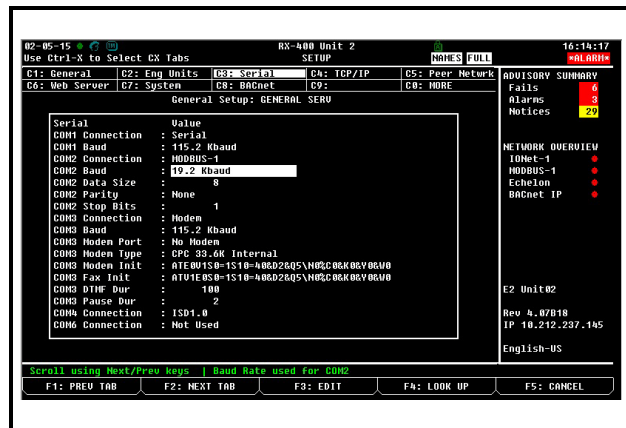 02-05-15 RX-400 Unit 2 16:14:17
Use Ctrl-X to Select CX Tabs SETUP NAMES FULL *ALARM*
C1: General C2: Eng Units C3: Serial C4: TCP/IP C5: Peer Netwrk
C6: Web Server C7: System C8: BACnet C9: C0: MORE
General Setup: GENERAL SERV
Serial Value
COM1 Connection : Serial
COM1 Baud : 115.2 Kbaud
COM2 Connection : MODBUS-1
COM2 Baud : 19.2 Kbaud
COM2 Data Size : 8
COM2 Parity : None
COM2 Stop Bits : 1
COM3 Connection : Modem
COM3 Baud : 115.2 Kbaud
COM3 Modem Port : No Modem
COM3 Modem Type : CPC 33.6K Internal
COM3 Modem Init : ATE0V1S0=1S10=40&D2&Q5\N0%C0&K0&Y0&W0
COM3 Fax Init : ATV1E0S0=1S10=40&D2&Q5\N0%C0&K0&Y0&W0
COM3 DTMF Dur : 100
COM3 Pause Dur : 2
COM4 Connection : ISD1.0
COM6 Connection : Not Used
ADVISORY SUMMARY
Fails 6
Alarms 3
Notices 29
NETWORK OVERVIEW
IONet-1
MODBUS-1
Echelon
BACnet IP
E2 Unit02
Rev 4.07B18
IP 10.212.237.145
English-US
Scroll using Next/Prev keys | Baud Rate used for COM2
F1: PREV TAB F2: NEXT TAB F3: EDIT F4: LOOK UP F5: CANCEL